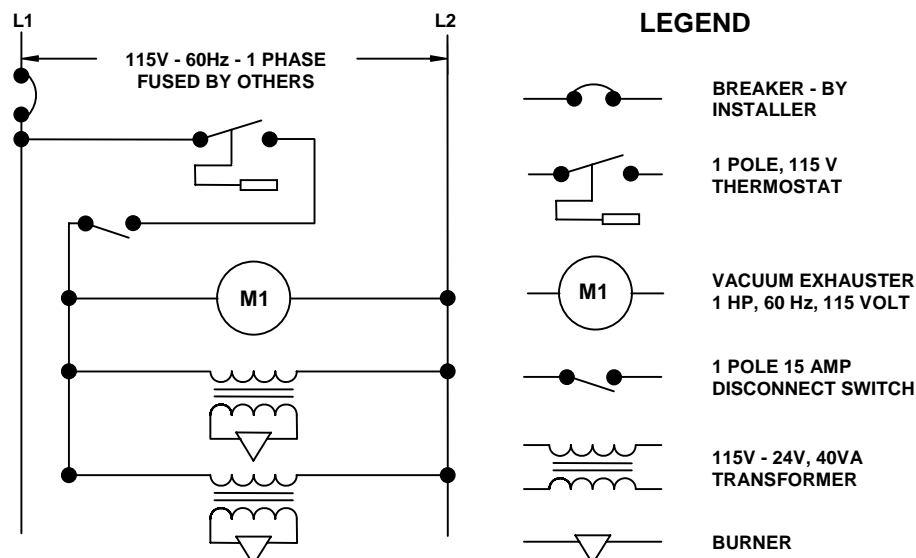 L1
L2
115V - 60Hz - 1 PHASE
FUSED BY OTHERS
M1
LEGEND
BREAKER - BY
INSTALLER
1 POLE, 115 V
THERMOSTAT
M1
VACUUM EXHAUSTER
1 HP, 60 Hz, 115 VOLT
1 POLE 15 AMP
DISCONNECT SWITCH
115V - 24V, 40VA
TRANSFORMER
BURNER